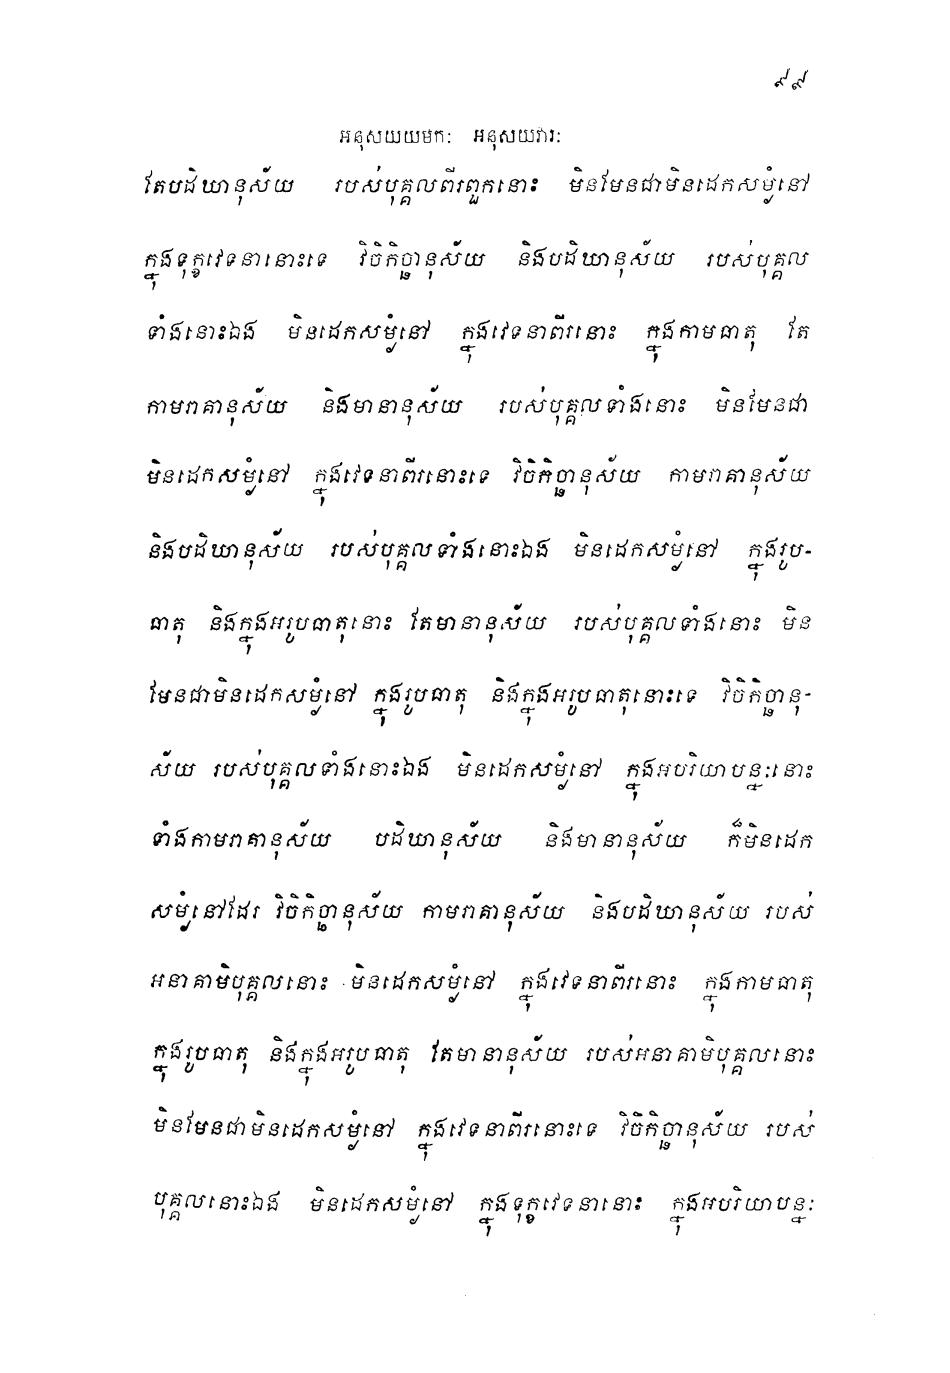 ៩៩
អនុសយយមកៈ អនុសយវារៈ
តែបដិឃានុស័យ របស់បុគ្គលពីរពួកនោះ មិនមែនជាមិនដេកសម្ងំនៅ
ក្នុងទុក្ខវេទនានោះទេ វិចិកិច្ឆានុស័យ និងបដិឃានុស័យ របស់បុគ្គល
ទាំងនោះឯង មិនដេកសម្ងំនៅ ក្នុងវេទនាពីរនោះ ក្នុងកាមធាតុ តែ
កាមរាគានុស័យ និងមានានុស័យ របស់បុគ្គលទាំងនោះ មិនមែនជា
មិនដេកសម្ងំនៅ ក្នុងវេទនាពីរនោះទេ វិចិកិច្ឆានុស័យ កាមរាគានុស័យ
និងបដិឃានុស័យ របស់បុគ្គលទាំងនោះឯង មិនដេកសម្ងំនៅ ក្នុងរូប-
ធាតុ និងក្នុងអរូបធាតុនោះ តែមានានុស័យ របស់បុគ្គលទាំងនោះ មិន
មែនជាមិនដេកសម្ងំនៅ ក្នុងរូបធាតុ និងក្នុងអរូបធាតុនោះទេ វិចិកិច្ឆានុ-
ស័យ របស់បុគ្គលទាំងនោះឯង មិនដេកសម្ងំនៅ ក្នុងអបរិយាបន្នៈនោះ
ទាំងកាមរាគានុស័យ បដិឃានុស័យ និងមានានុស័យ ក៏មិនដេក
សម្ងំនៅដែរ វិចិកិច្ឆានុស័យ កាមរាគានុស័យ និងបដិឃានុស័យ របស់
អនាគាមិបុគ្គលនោះ មិនដេកសម្ងំនៅ ក្នុងវេទនាពីរនោះ ក្នុងកាមធាតុ
ក្នុងរូបធាតុ និងក្នុងអរូបធាតុ តែមានានុស័យ របស់អនាគាមិបុគ្គលនោះ
មិនមែនជាមិនដេកសម្ងំនៅ ក្នុងវេទនាពីរនោះទេ វិចិកិច្ឆានុស័យ របស់
បុគ្គលនោះឯង មិនដេកសម្ងំនៅ ក្នុងទុក្ខវេទនានោះ ក្នុងអបរិយាបន្នៈ